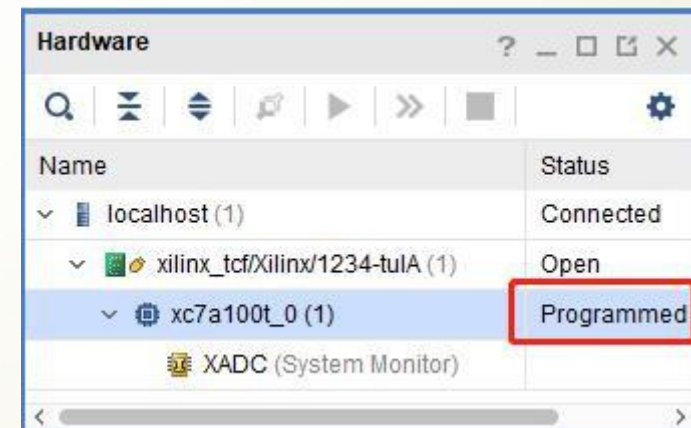 Hardware
Name Status
localhost (1) Connected
xilinx_tcf/Xilinx/1234-tulA (1) Open
xc7a100t_0 (1) Programmed
XADC (System Monitor)